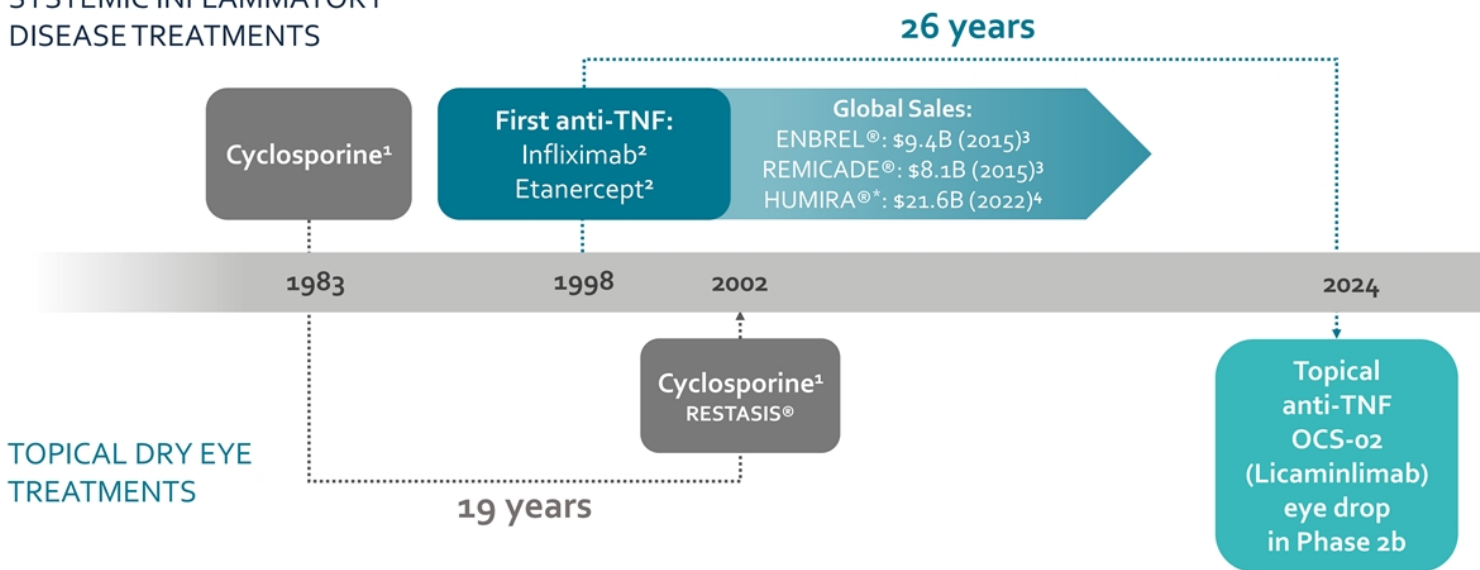 SYSTEMIC INFLAMMATORY
DISEASE TREATMENTS
26 years
Cyclosporine¹
First anti-TNF:
Infliximab²
Etanercept²
Global Sales:
ENBREL®: $9.4B (2015)³
REMICADE®: $8.1B (2015)³
HUMIRA®*: $21.6B (2022)⁴
1983
1998
2002
2024
Cyclosporine¹
RESTASIS®
Topical
anti-TNF
OCS-02
(Licaminlimab)
eye drop
in Phase 2b
TOPICAL DRY EYE
TREATMENTS
19 years